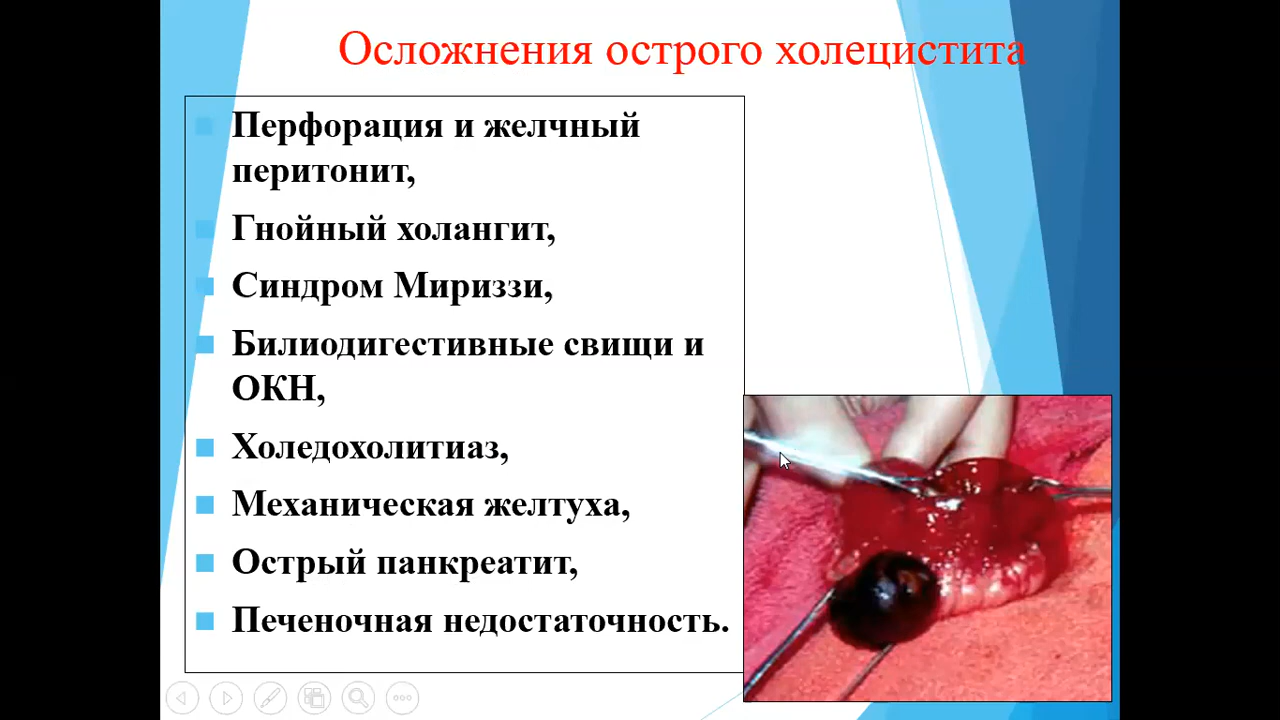 Осложнения острого холецистита
Перфорация и желчный
перитонит,
Гнойный холангит,
Синдром Мириззи,
Билиодигестивные свищи и
ОКН,
Холедохолитиаз,
Механическая желтуха,
Острый панкреатит,
Печеночная недостаточность.